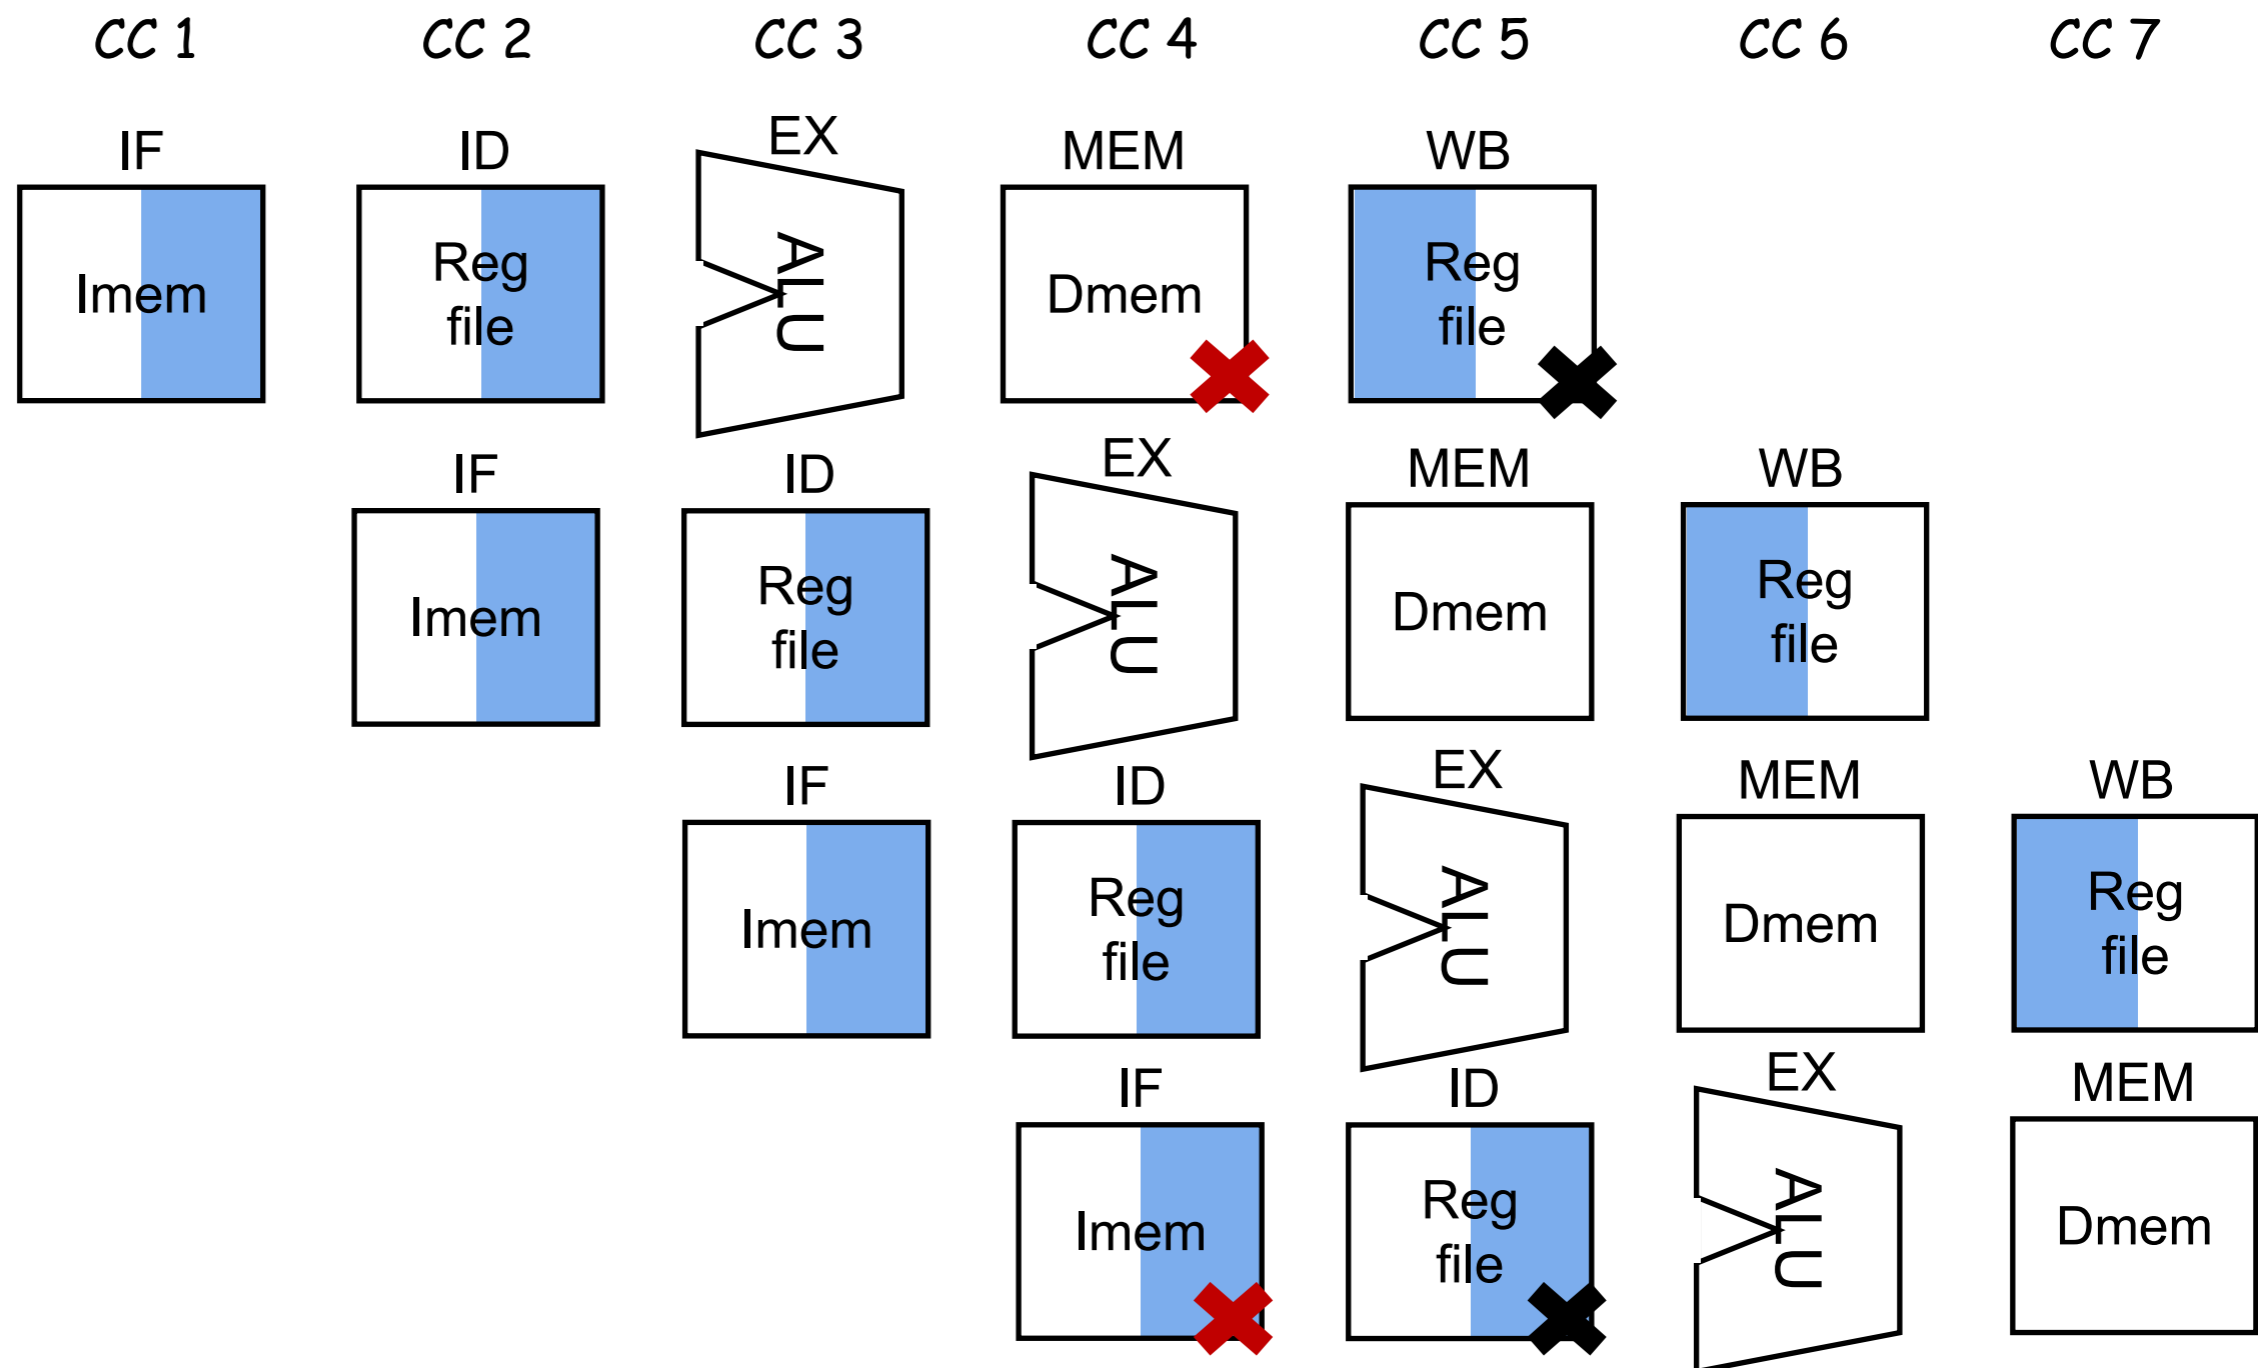 CC 1 CC 2 CC 3 CC 4 CC 5 CC 6 CC 7
IF ID EX MEM WB
Imem Reg file ALU Dmem Reg file
IF ID EX MEM WB
Imem Reg file ALU Dmem Reg file
IF ID EX MEM WB
Imem Reg file ALU Dmem Reg file
IF ID EX MEM
Imem Reg file ALU Dmem